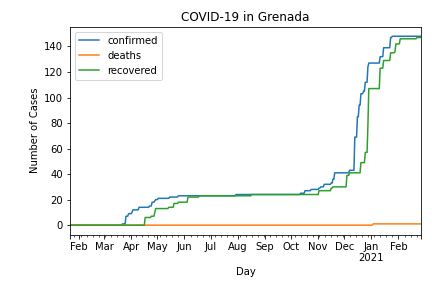 COVID-19 in Grenada
confirmed
deaths
recovered
Number of Cases
140
120
100
80
60
40
20
0
Feb Mar Apr May Jun Jul Aug Sep Oct Nov Dec Jan Feb
2021
Day